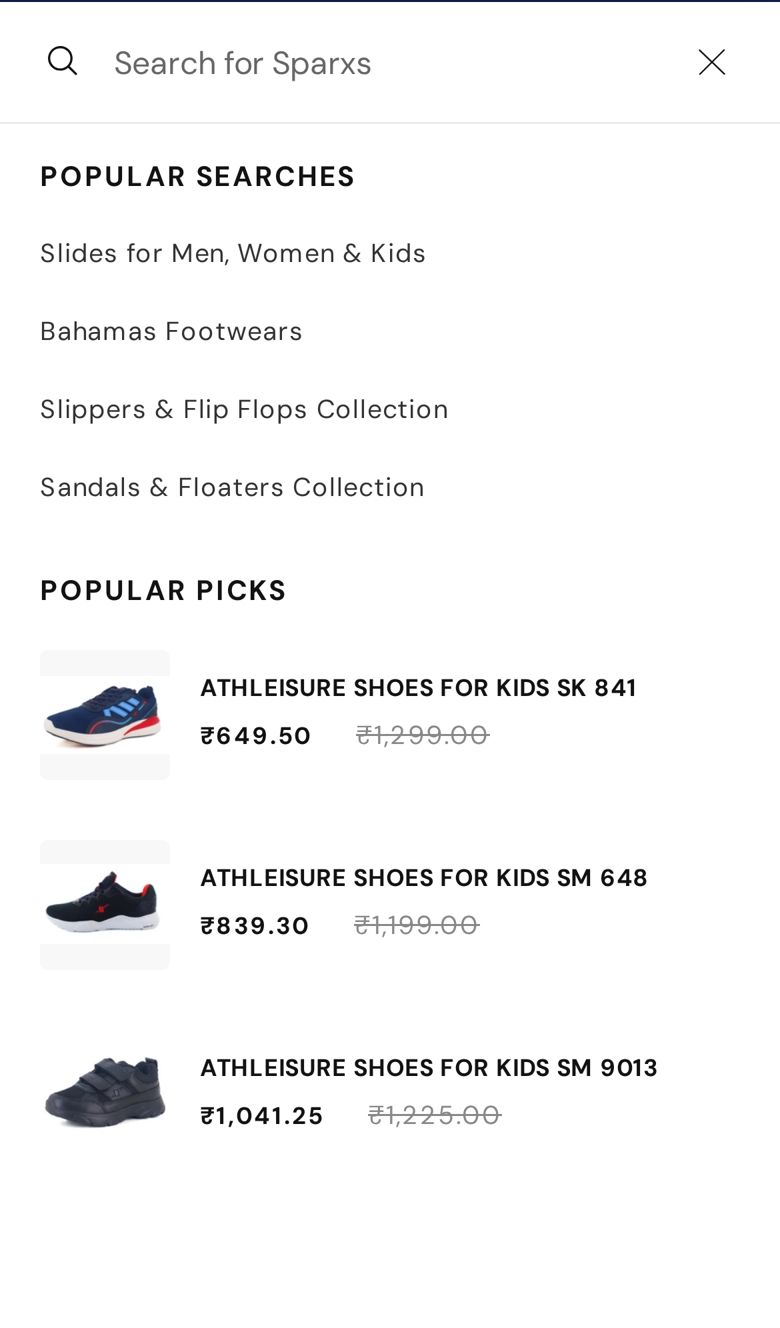 Search for Sparxs
POPULAR SEARCHES
Slides for Men, Women & Kids
Bahamas Footwears
Slippers & Flip Flops Collection
Sandals & Floaters Collection
POPULAR PICKS
ATHLEISURE SHOES FOR KIDS SK 841
₹649.50 ₹1,299.00
ATHLEISURE SHOES FOR KIDS SM 648
₹839.30 ₹1,199.00
ATHLEISURE SHOES FOR KIDS SM 9013
₹1,041.25 ₹1,225.00